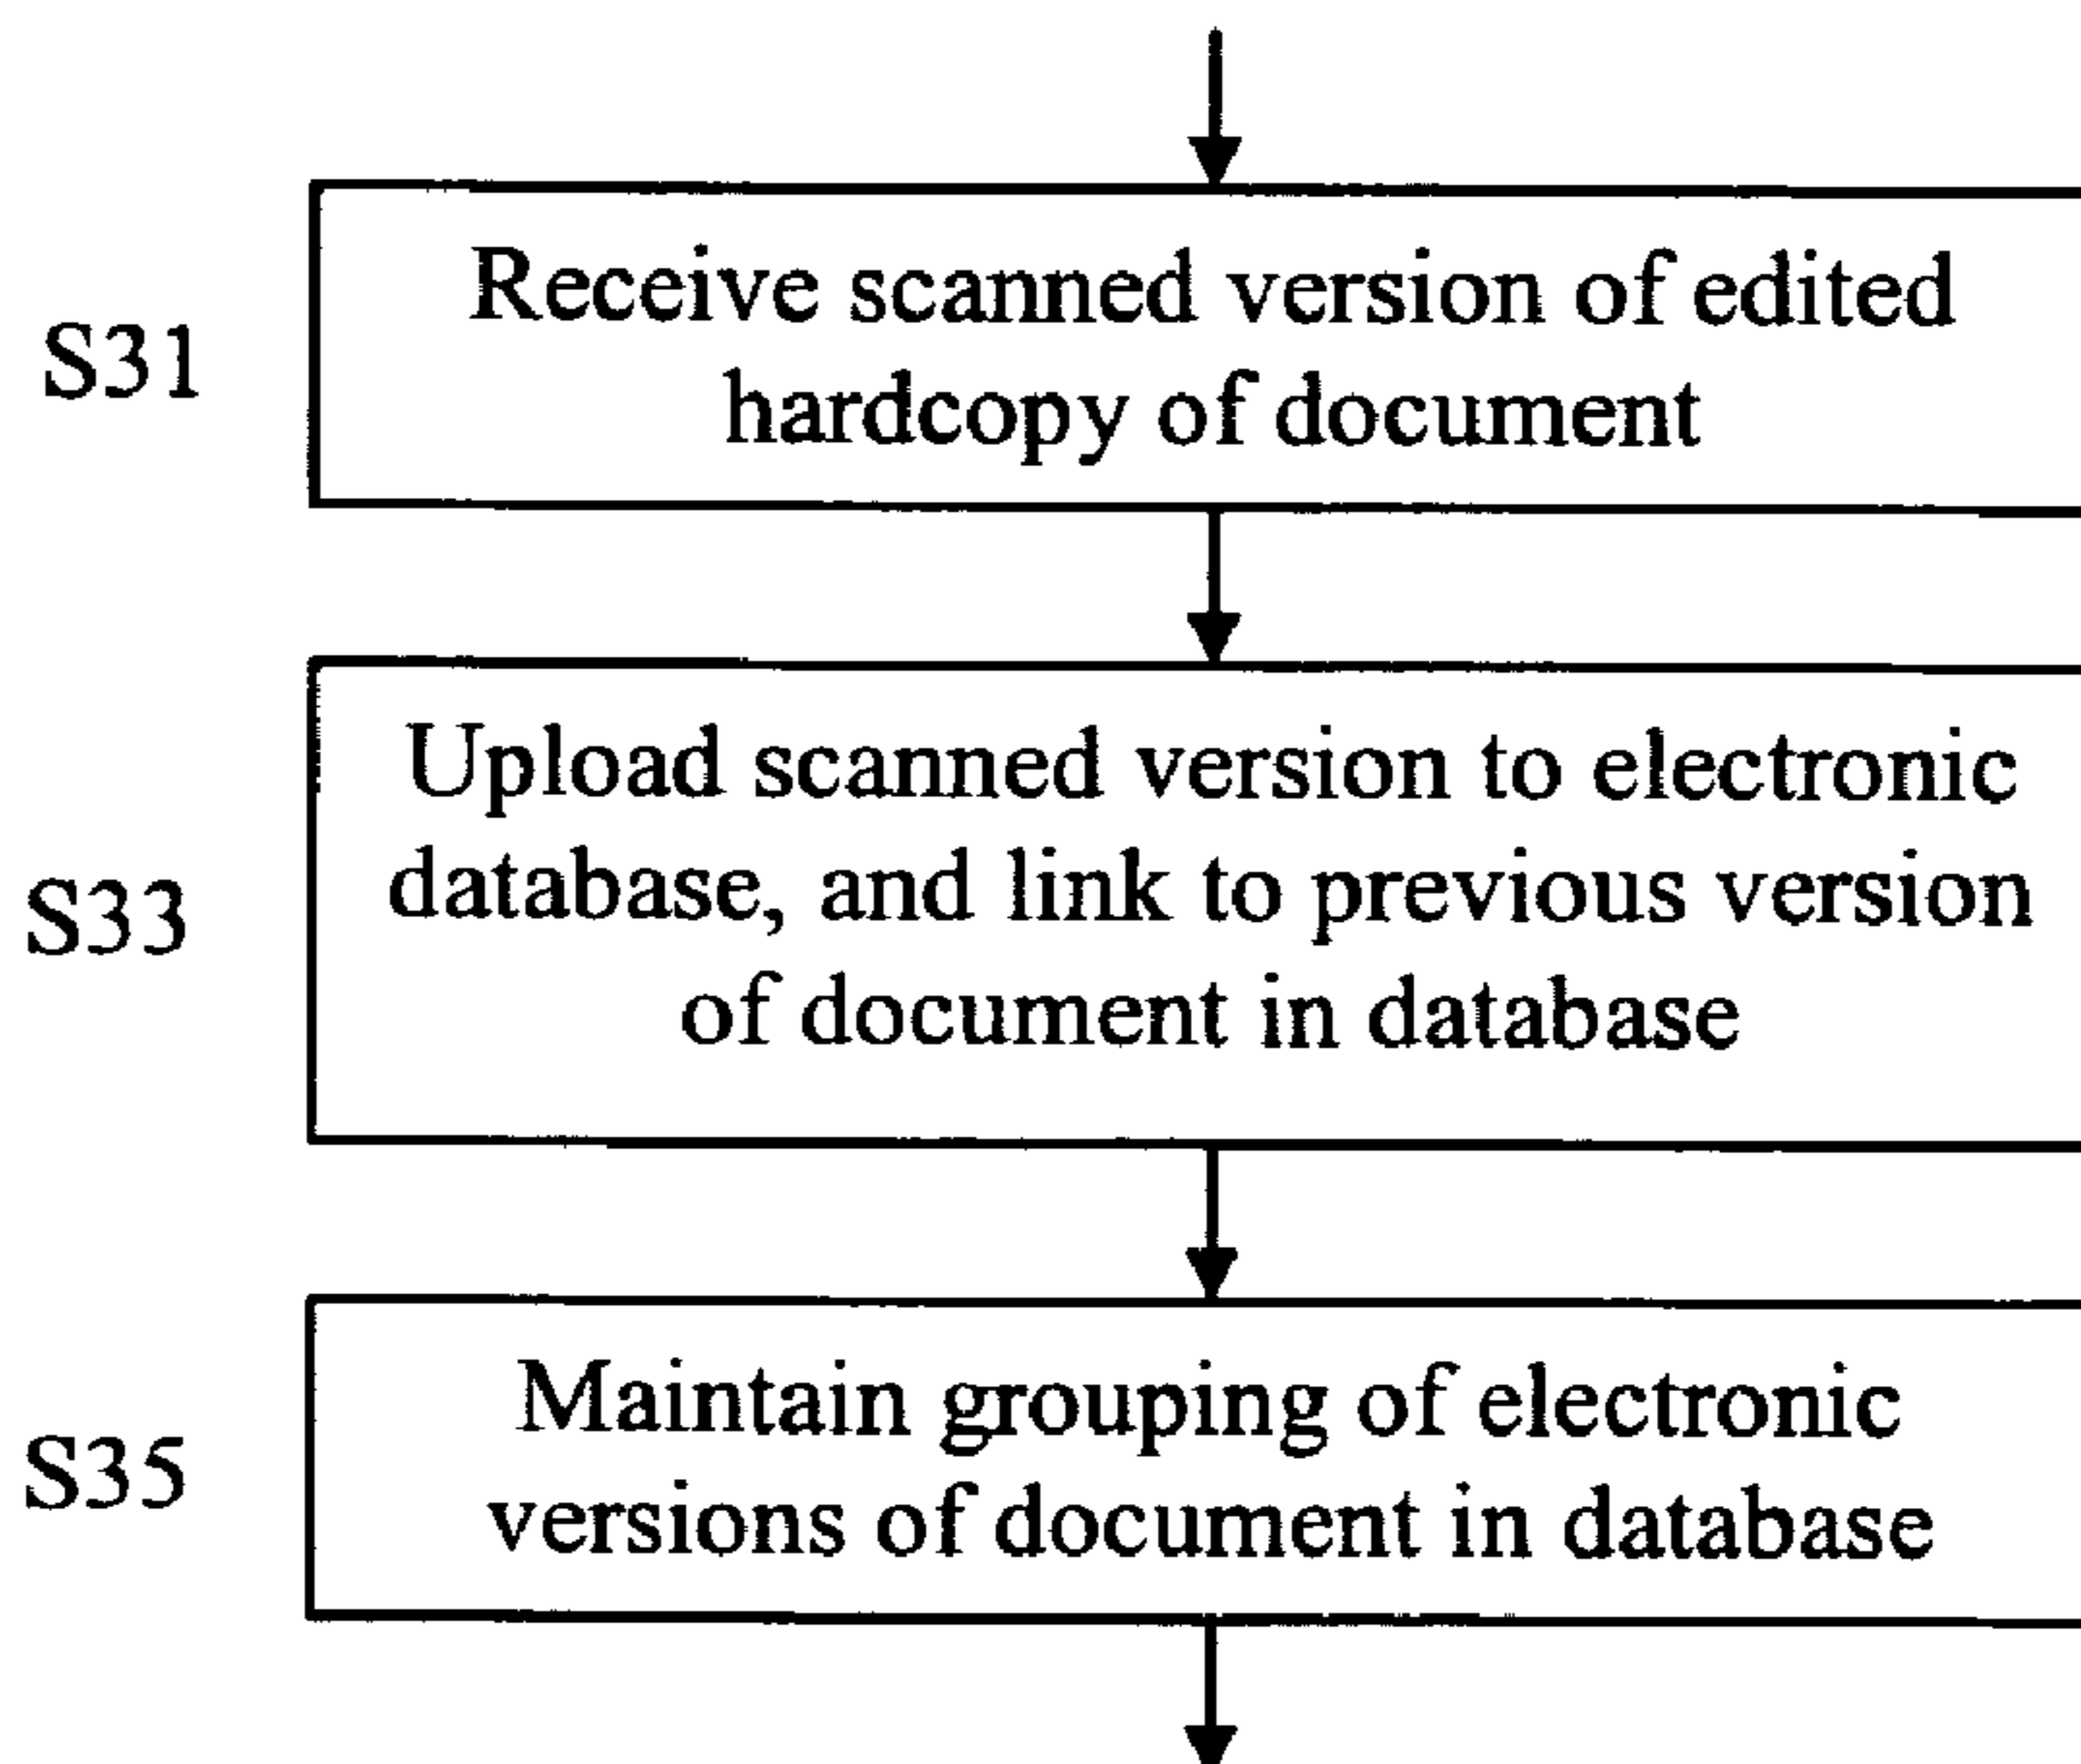 S31
Receive scanned version of edited
hardcopy of document
S33
Upload scanned version to electronic
database, and link to previous version
of document in database
S35
Maintain grouping of electronic
versions of document in database